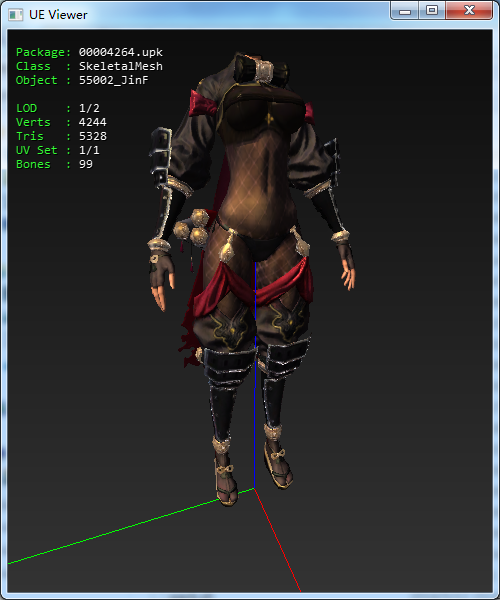 UE Viewer
Package: 00004264.upk
Class : SkeletalMesh
Object : 55002_JinF
LOD : 1/2
Verts : 4244
Tris : 5328
UV Set : 1/1
Bones : 99